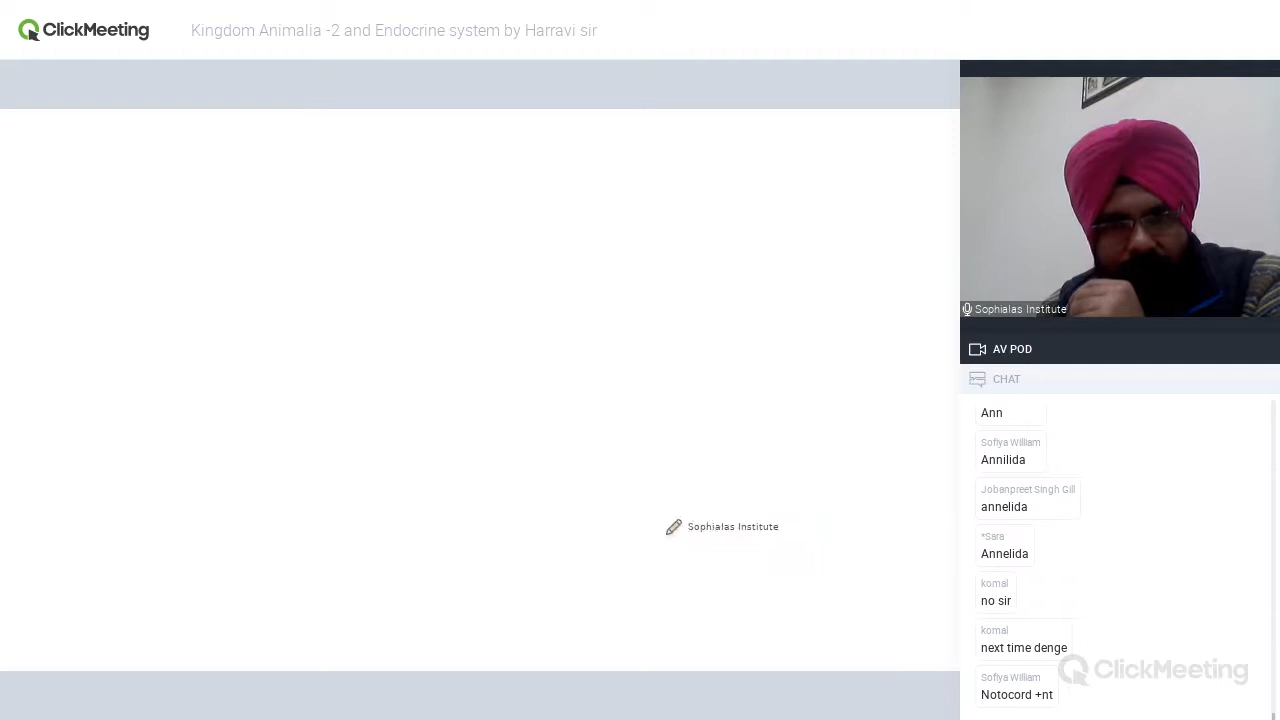 ClickMeeting
Kingdom Animalia -2 and Endocrine system by Harravi sir
Sophialas Institute
AV POD
CHAT
Ann
Sofiya William
Annilida
Jobanpreet Singh Gill
annelida
*Sara
Annelida
komal
no sir
komal
next time denge
Sofiya William
Notocord +nt
Sophialas Institute
ClickMeeting